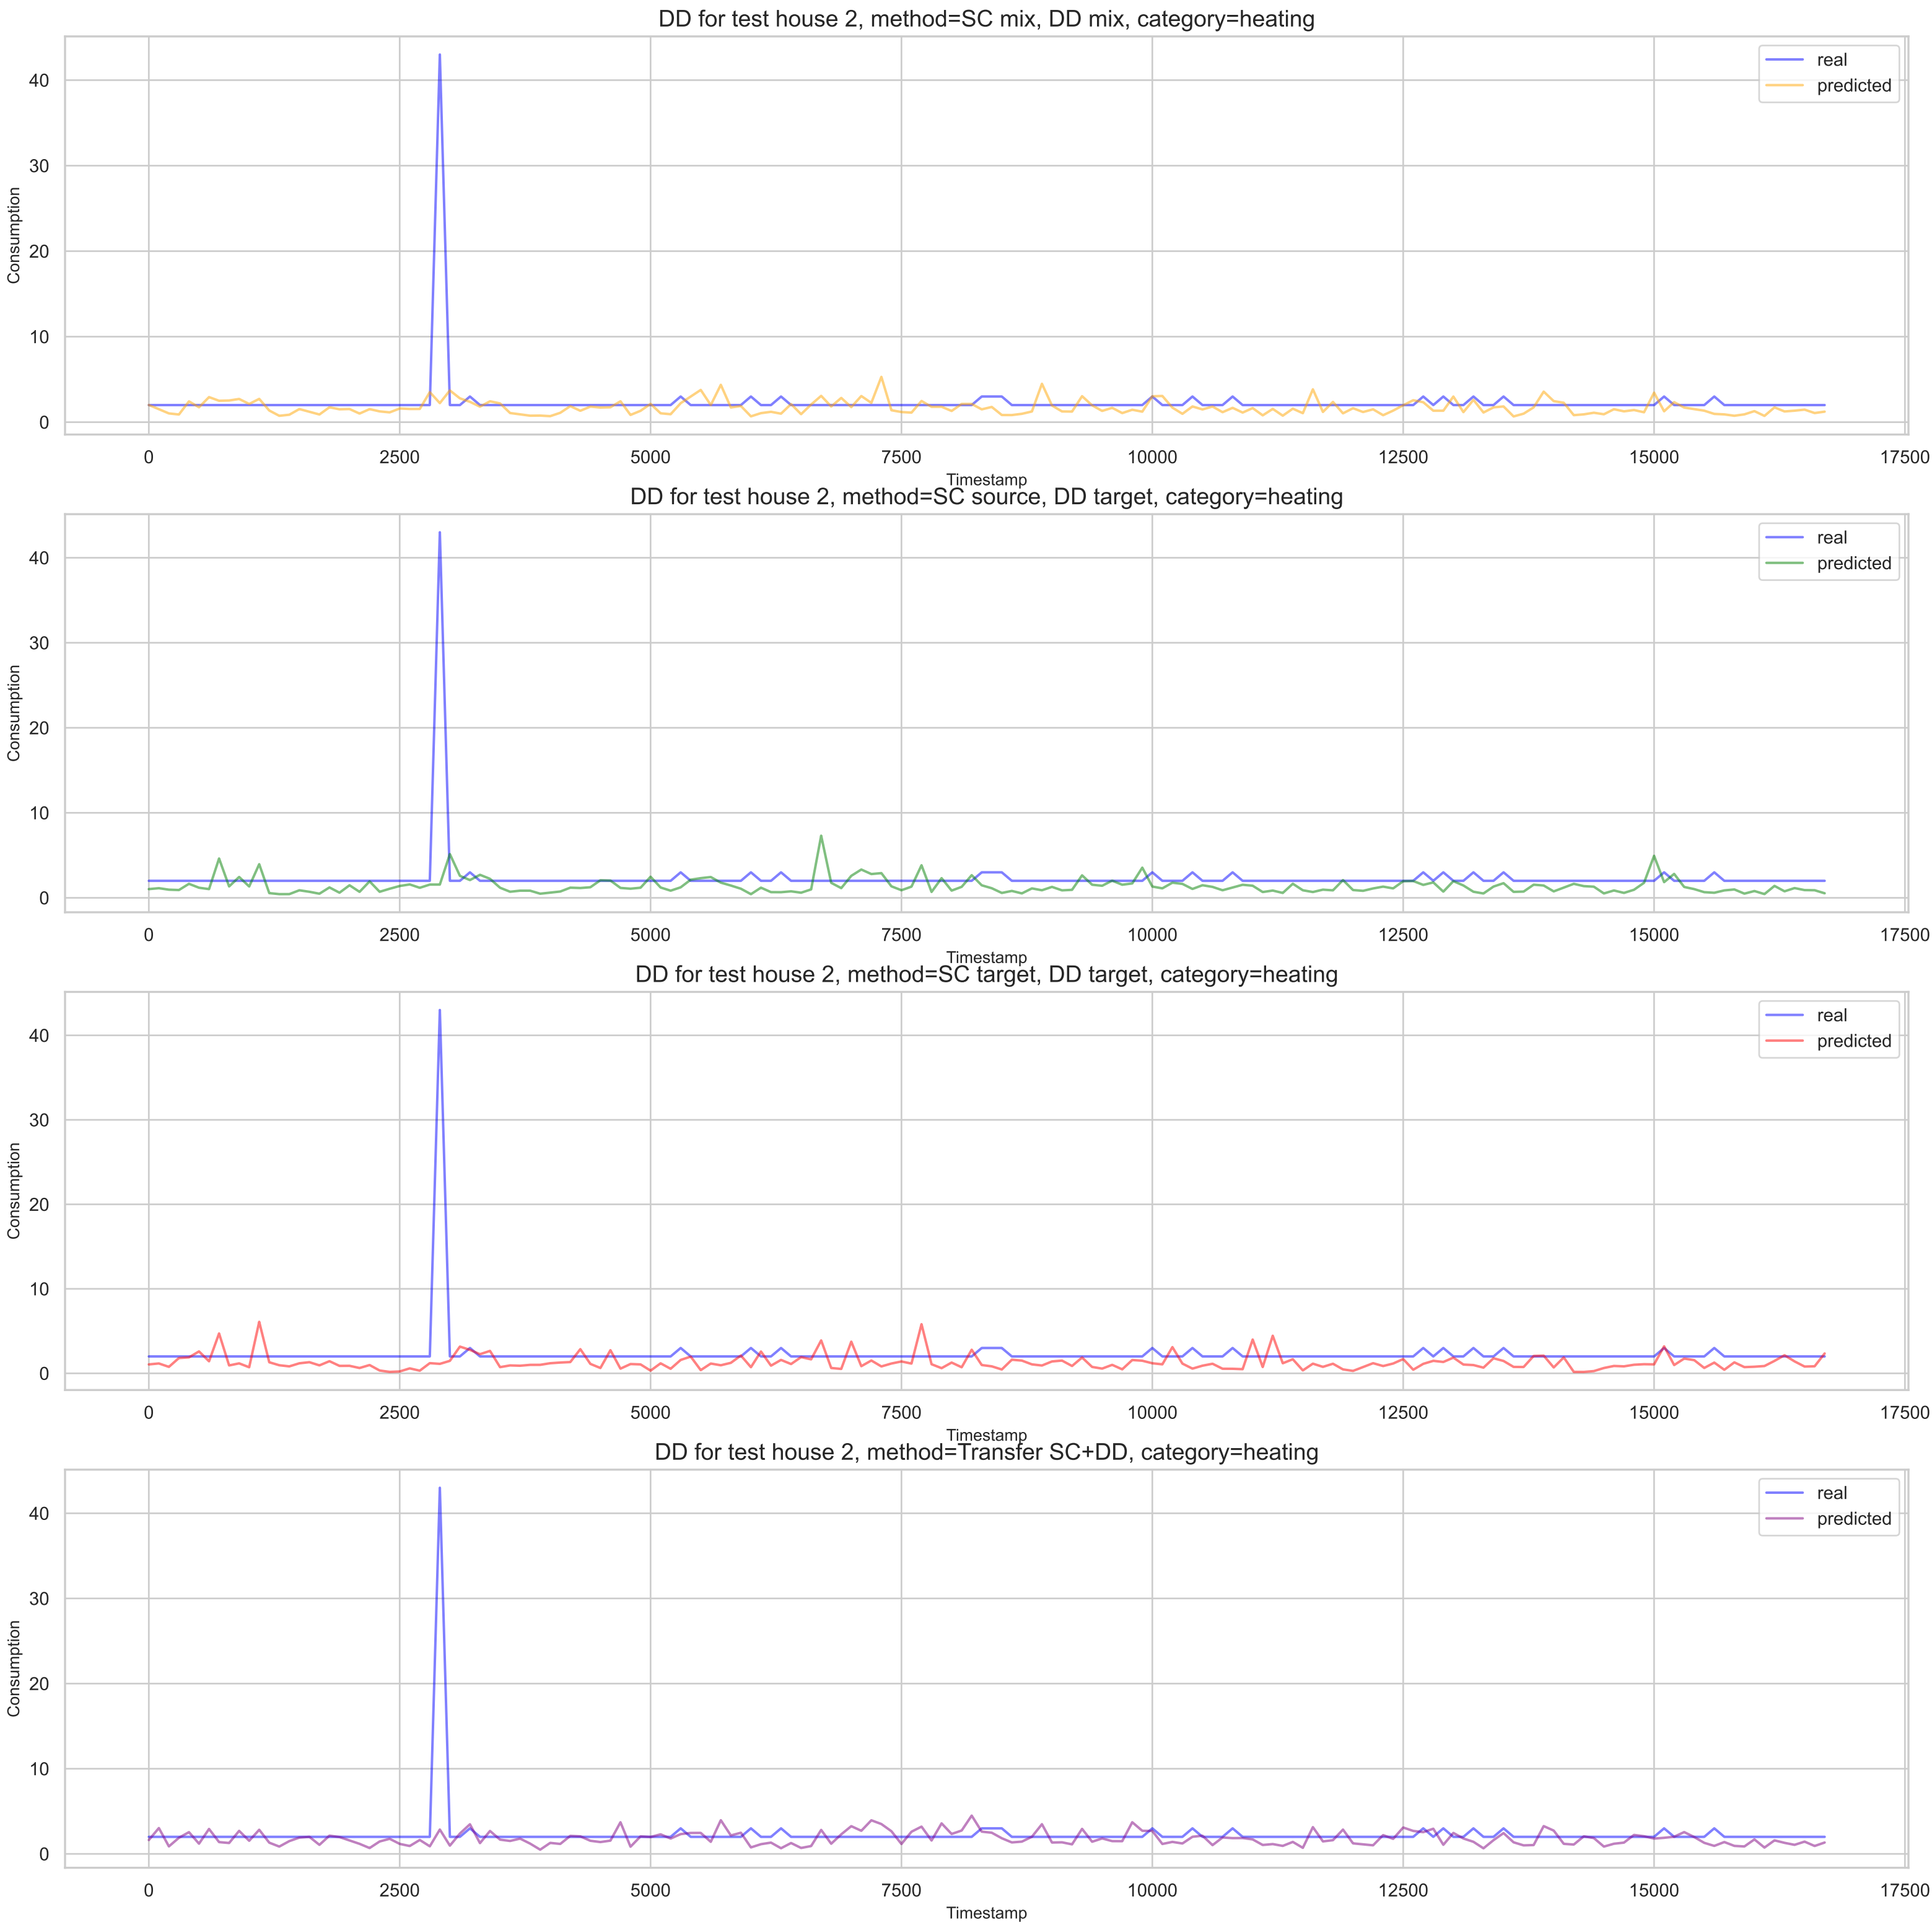 DD for test house 2, method=SC mix, DD mix, category=heating
real
predicted
40
30
20
10
0
Consumption
0 2500 5000 7500 10000 12500 15000 17500
Timestamp
DD for test house 2, method=SC source, DD target, category=heating
real
predicted
40
30
20
10
0
Consumption
0 2500 5000 7500 10000 12500 15000 17500
Timestamp
DD for test house 2, method=SC target, DD target, category=heating
real
predicted
40
30
20
10
0
Consumption
0 2500 5000 7500 10000 12500 15000 17500
Timestamp
DD for test house 2, method=Transfer SC+DD, category=heating
real
predicted
40
30
20
10
0
Consumption
0 2500 5000 7500 10000 12500 15000 17500
Timestamp